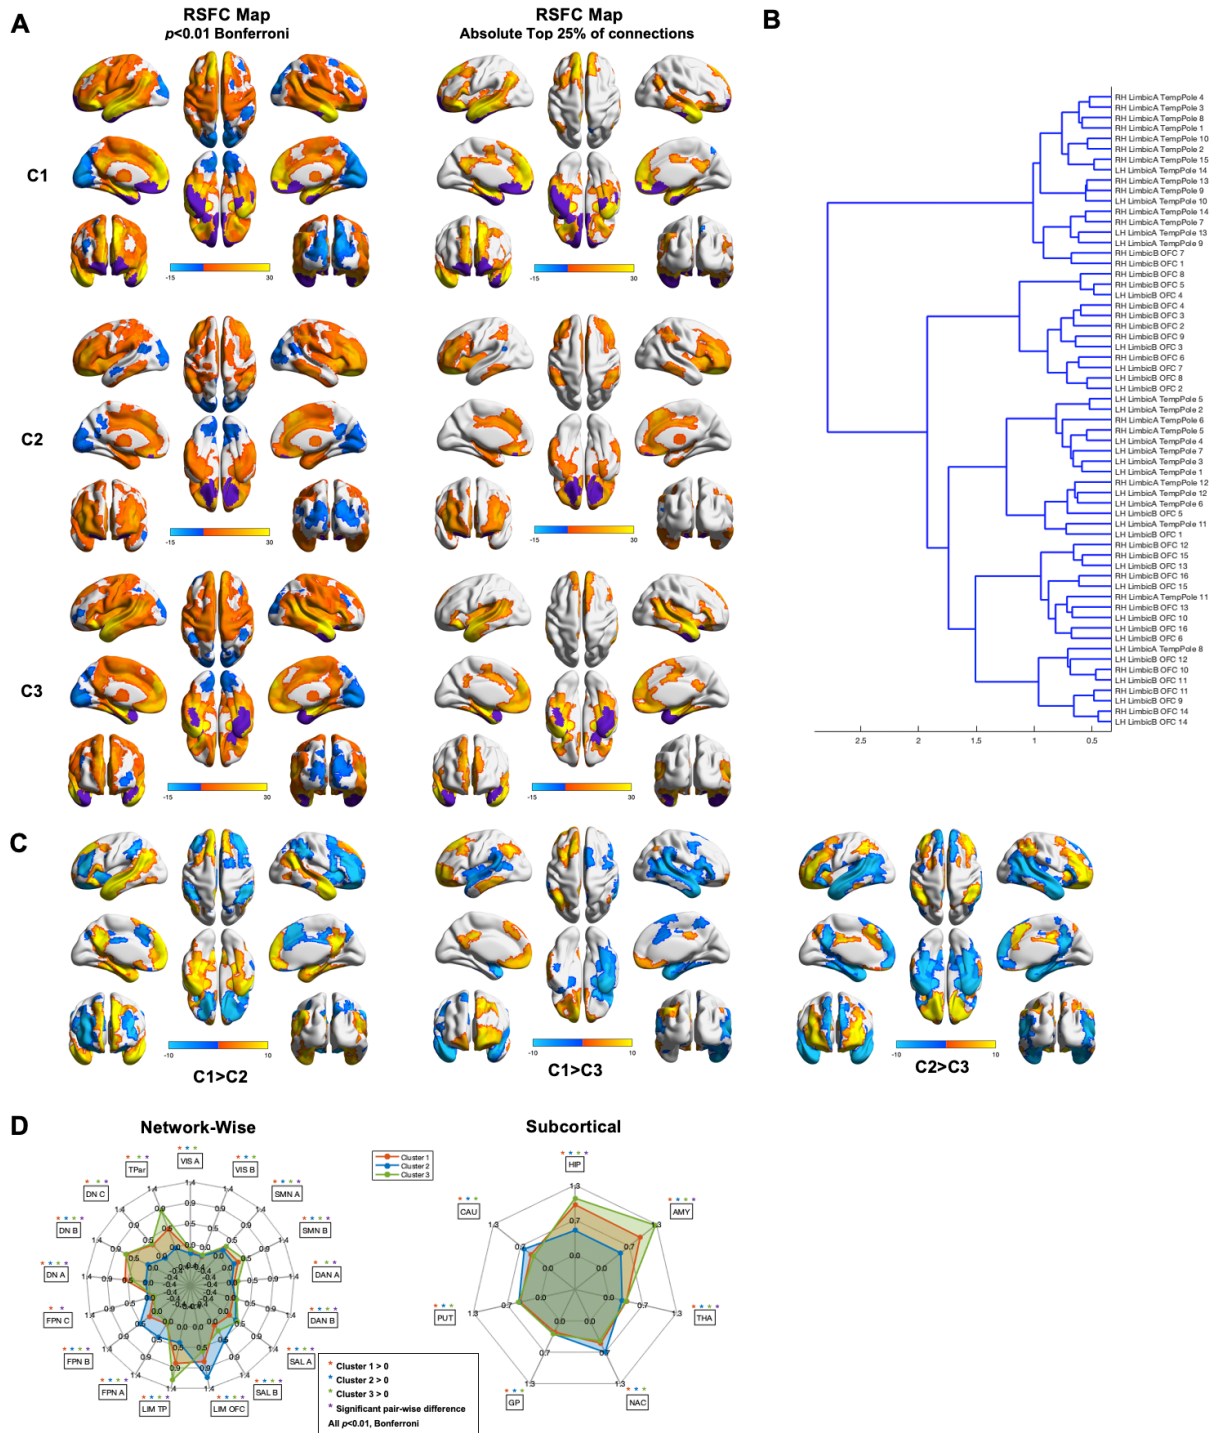 A
RSFC Map
p<0.01 Bonferroni
RSFC Map
Absolute Top 25% of connections
B
C1
-15
30
-15
30
C2
-15
30
-15
30
C3
-15
30
-15
30
RH LimbicA TempPole 4
RH LimbicA TempPole 3
RH LimbicA TempPole 8
RH LimbicA TempPole 1
RH LimbicA TempPole 10
RH LimbicA TempPole 2
RH LimbicA TempPole 15
LH LimbicA TempPole 14
RH LimbicA TempPole 13
RH LimbicA TempPole 9
LH LimbicA TempPole 10
RH LimbicA TempPole 14
RH LimbicA TempPole 7
LH LimbicA TempPole 13
LH LimbicA TempPole 9
RH LimbicB OFC 7
RH LimbicB OFC 1
RH LimbicB OFC 8
RH LimbicB OFC 5
LH LimbicB OFC 4
RH LimbicB OFC 4
RH LimbicB OFC 3
RH LimbicB OFC 2
RH LimbicB OFC 9
LH LimbicB OFC 3
RH LimbicB OFC 6
LH LimbicB OFC 7
LH LimbicB OFC 8
LH LimbicB OFC 2
LH LimbicA TempPole 5
LH LimbicA TempPole 2
RH LimbicA TempPole 6
RH LimbicA TempPole 5
LH LimbicA TempPole 4
LH LimbicA TempPole 7
LH LimbicA TempPole 3
LH LimbicA TempPole 1
RH LimbicA TempPole 12
LH LimbicA TempPole 12
LH LimbicA TempPole 6
LH LimbicB OFC 5
LH LimbicA TempPole 11
LH LimbicB OFC 1
RH LimbicB OFC 12
RH LimbicB OFC 15
LH LimbicB OFC 13
RH LimbicB OFC 16
LH LimbicB OFC 15
RH LimbicA TempPole 11
RH LimbicB OFC 13
LH LimbicB OFC 10
LH LimbicB OFC 16
LH LimbicB OFC 6
LH LimbicA TempPole 8
LH LimbicB OFC 12
RH LimbicB OFC 10
LH LimbicB OFC 11
RH LimbicB OFC 11
LH LimbicB OFC 9
RH LimbicB OFC 14
LH LimbicB OFC 14
2.5 2 1.5 1 0.5
C
-10
10
C1>C2
-10
10
C1>C3
-10
10
C2>C3
D
Network-Wise
VIS A
VIS B
SMN A
SMN B
DAN A
DAN B
SAL A
SAL B
LIM OFC
LIM TP
FPN A
FPN B
FPN C
DN A
DN B
DN C
TPar
1.4
0.9
0.5
0.0
-0.4
Cluster 1
Cluster 2
Cluster 3
* Cluster 1 > 0
* Cluster 2 > 0
* Cluster 3 > 0
* Significant pair-wise difference
All p<0.01, Bonferroni
Subcortical
HIP
AMY
THA
NAC
GP
PUT
CAU
1.3
0.7
0.0